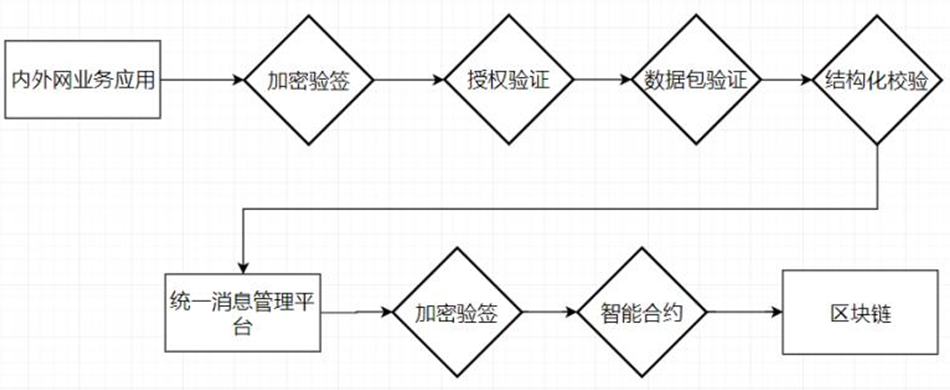 内外网业务应用
加密验签
授权验证
数据包验证
结构化校验
统一消息管理平
台
加密验签
智能合约
区块链